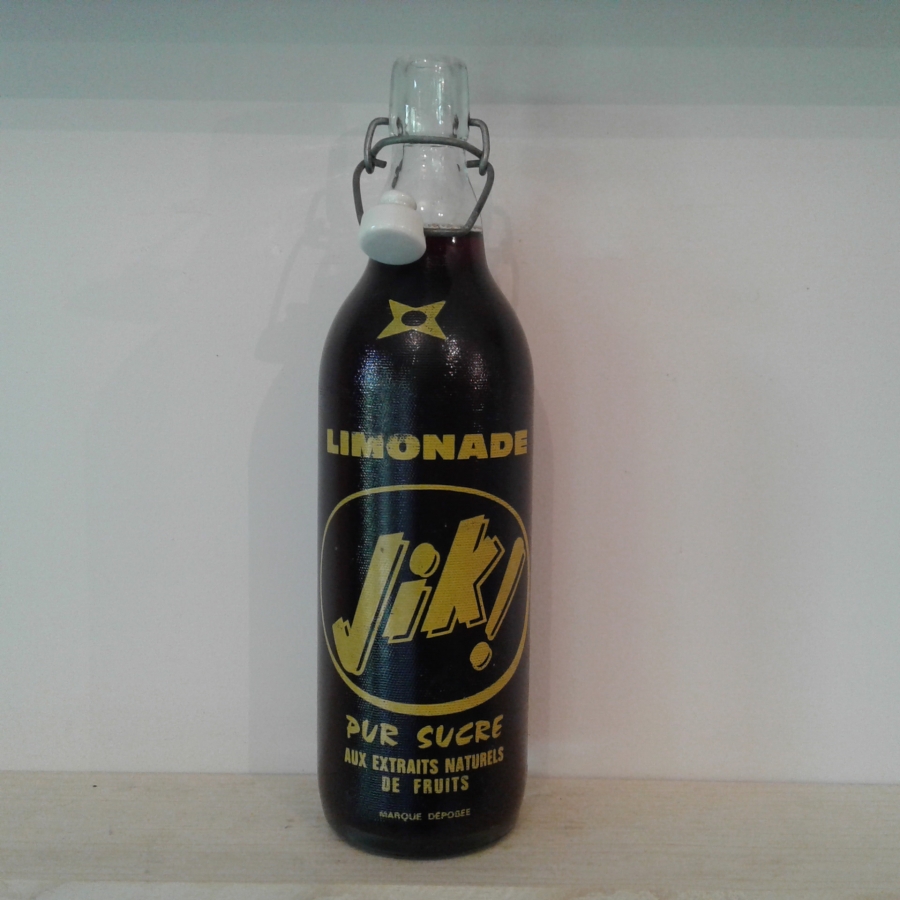 LIMONADE
Jik!
PUR SUCRE
AUX EXTRAITS NATURELS
DE FRUITS
MARQUE DÉPOSÉE